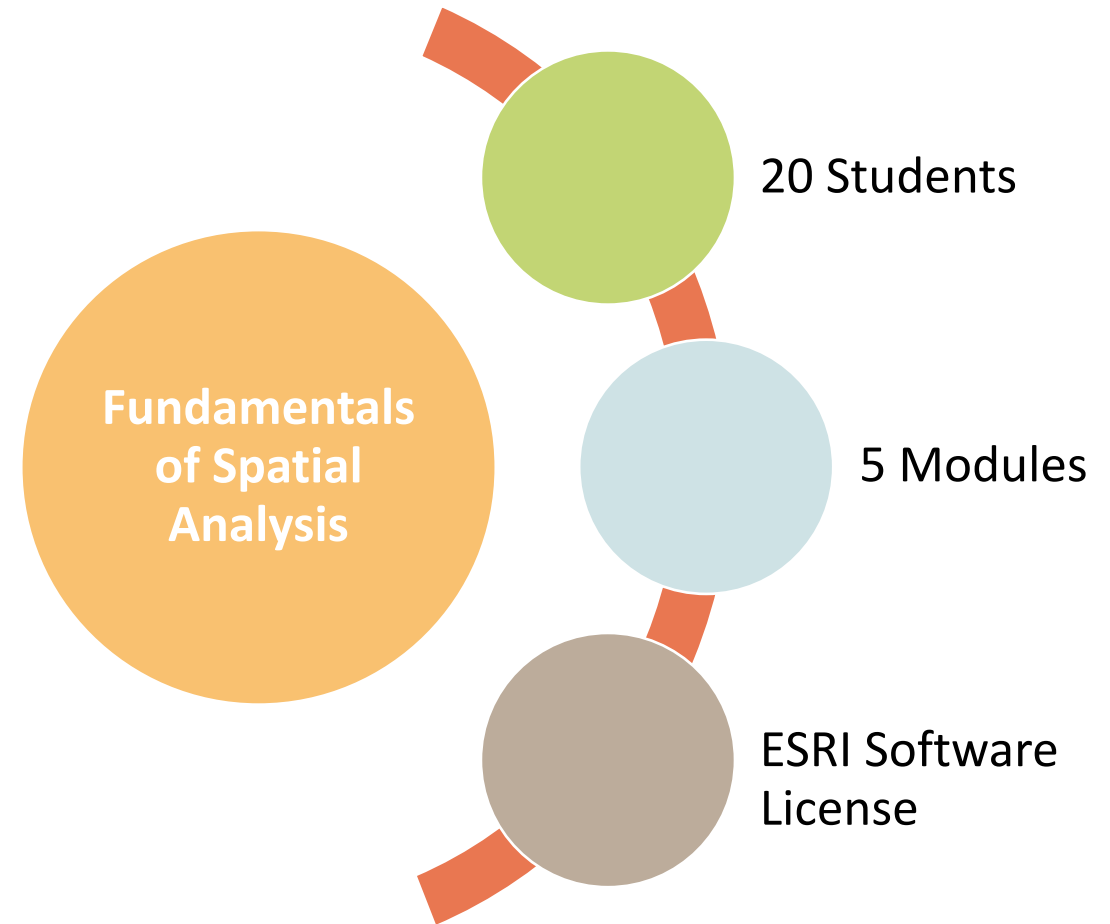 Fundamentals
of Spatial
Analysis
20 Students
5 Modules
ESRI Software
License